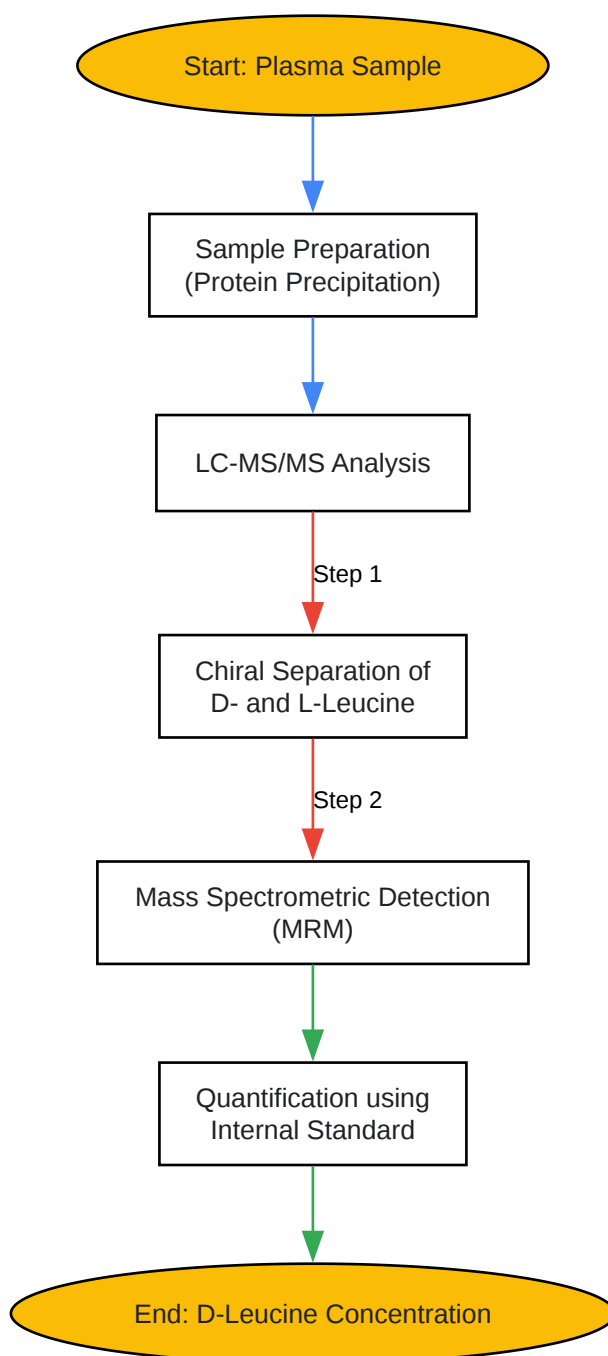 Start: Plasma Sample
Sample Preparation
(Protein Precipitation)
LC-MS/MS Analysis
Step 1
Chiral Separation of
D- and L-Leucine
Step 2
Mass Spectrometric Detection
(MRM)
Quantification using
Internal Standard
End: D-Leucine Concentration